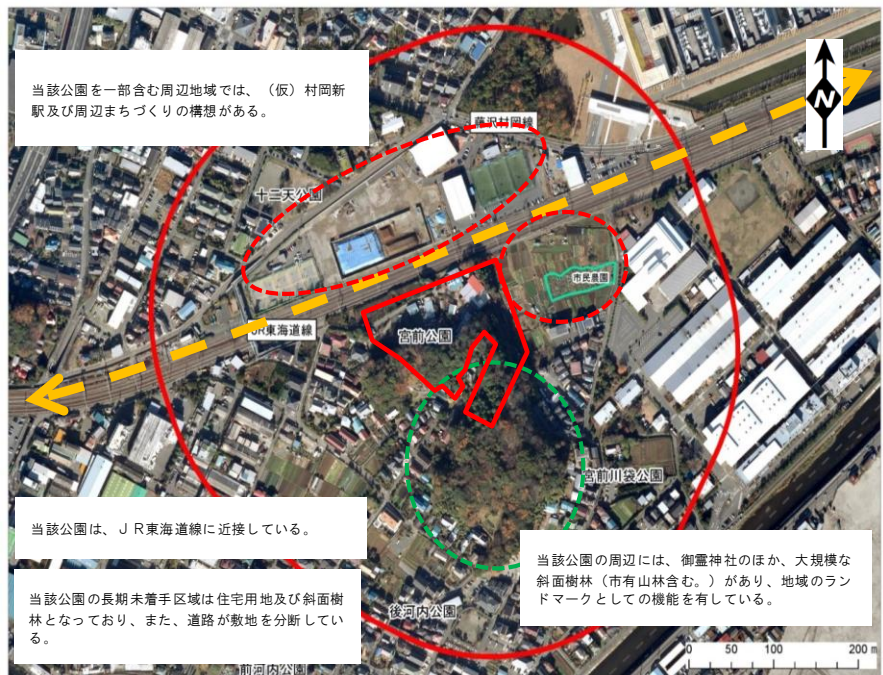 当該公園を一部含む周辺地域では、（仮）村岡新
駅及び周辺まちづくりの構想がある。
N
藤沢村岡線
十二天公園
市民農園
JR東海道線
宮前公園
宮前川袋公園
当該公園は、ＪＲ東海道線に近接している。
当該公園の周辺には、御霊神社のほか、大規模な
斜面樹林（市有山林含む。）があり、地域のラン
ドマークとしての機能を有している。
当該公園の長期未着手区域は住宅用地及び斜面樹
林となっており、また、道路が敷地を分断してい
る。
後河内公園
前河内公園
0 50 100 200 m